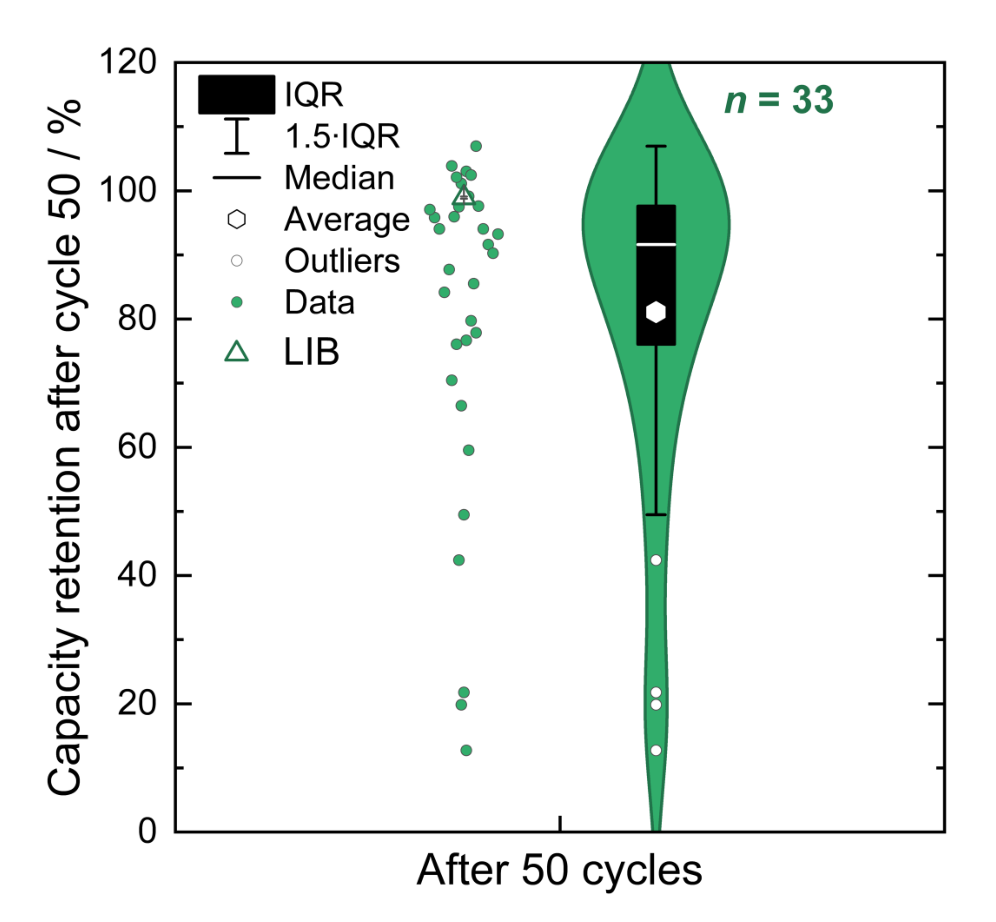 Capacity retention after cycle 50 / %
120
100
80
60
40
20
0
IQR
1.5·IQR
Median
Average
Outliers
Data
LIB
n = 33
After 50 cycles